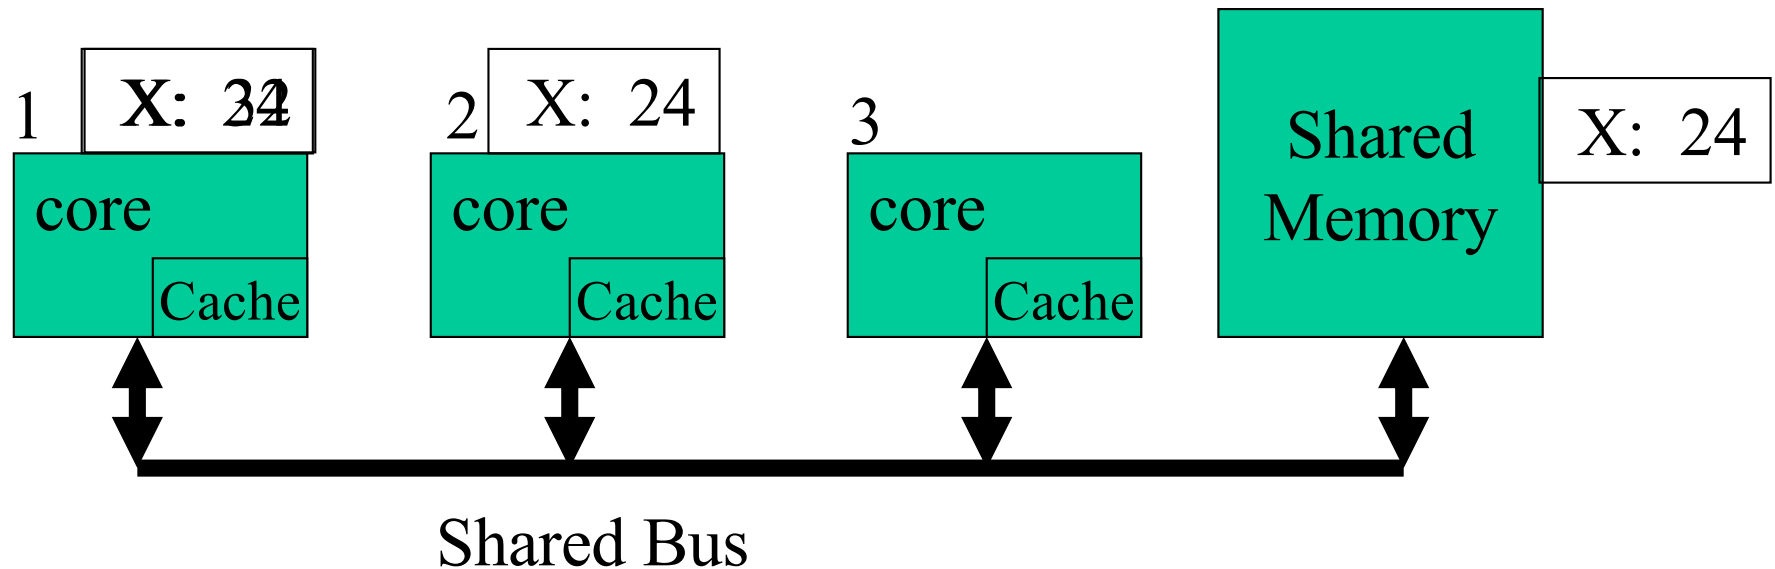 1
X:
2
X: 24
3
X: 24
Shared
Memory
core
core
core
Cache
Cache
Cache
Shared Bus